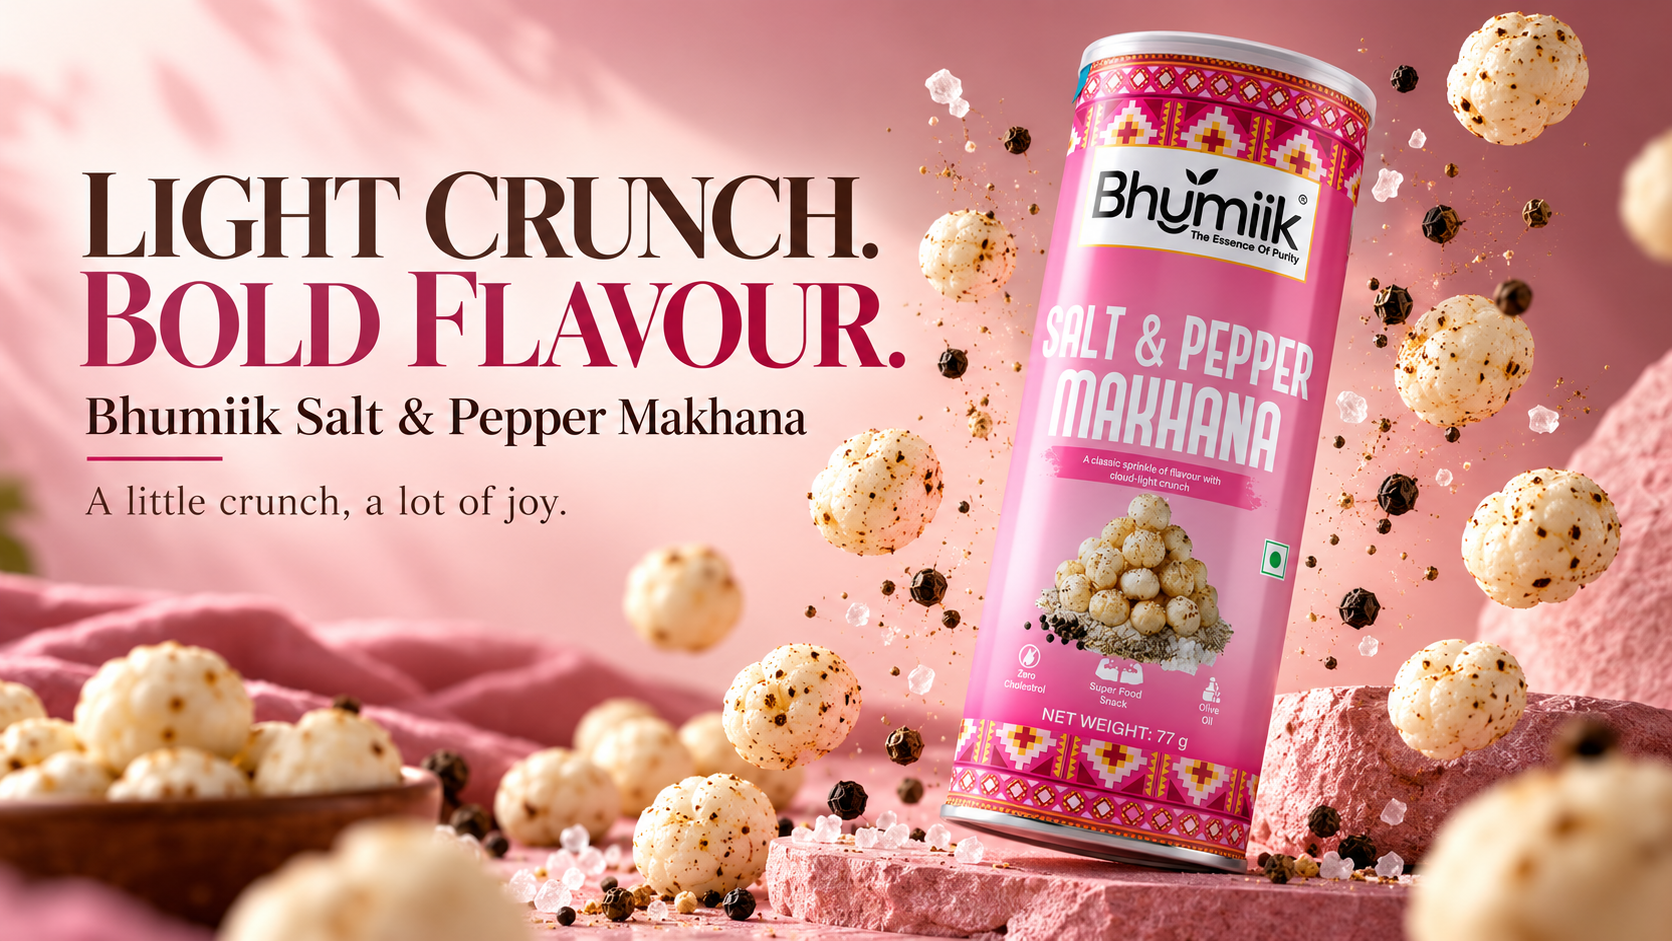 LIGHT CRUNCH.
BOLD FLAVOUR.
Bhumiik Salt & Pepper Makhana
A little crunch, a lot of joy.
Bhumiik®
The Essence Of Purity
SALT & PEPPER
MAKHANA
A classic sprinkle of flavour with
cloud-light crunch
Zero
Cholestrol
Super Food
Snack
Olive
Oil
NET WEIGHT: 77 g